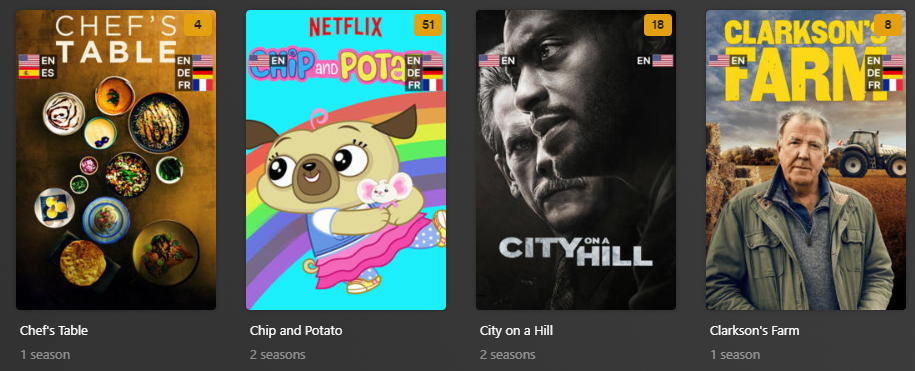 CHEF'S
TABLE
4
EN
ES
EN
DE
FR
Chef's Table
1 season
NETFLIX
51
CHIP AND POTA
EN
EN
DE
FR
Chip and Potato
2 seasons
18
EN
EN
CITY ON A HILL
City on a Hill
2 seasons
CLARKSON'S
FARM
8
EN
EN
DE
FR
Clarkson's Farm
1 season